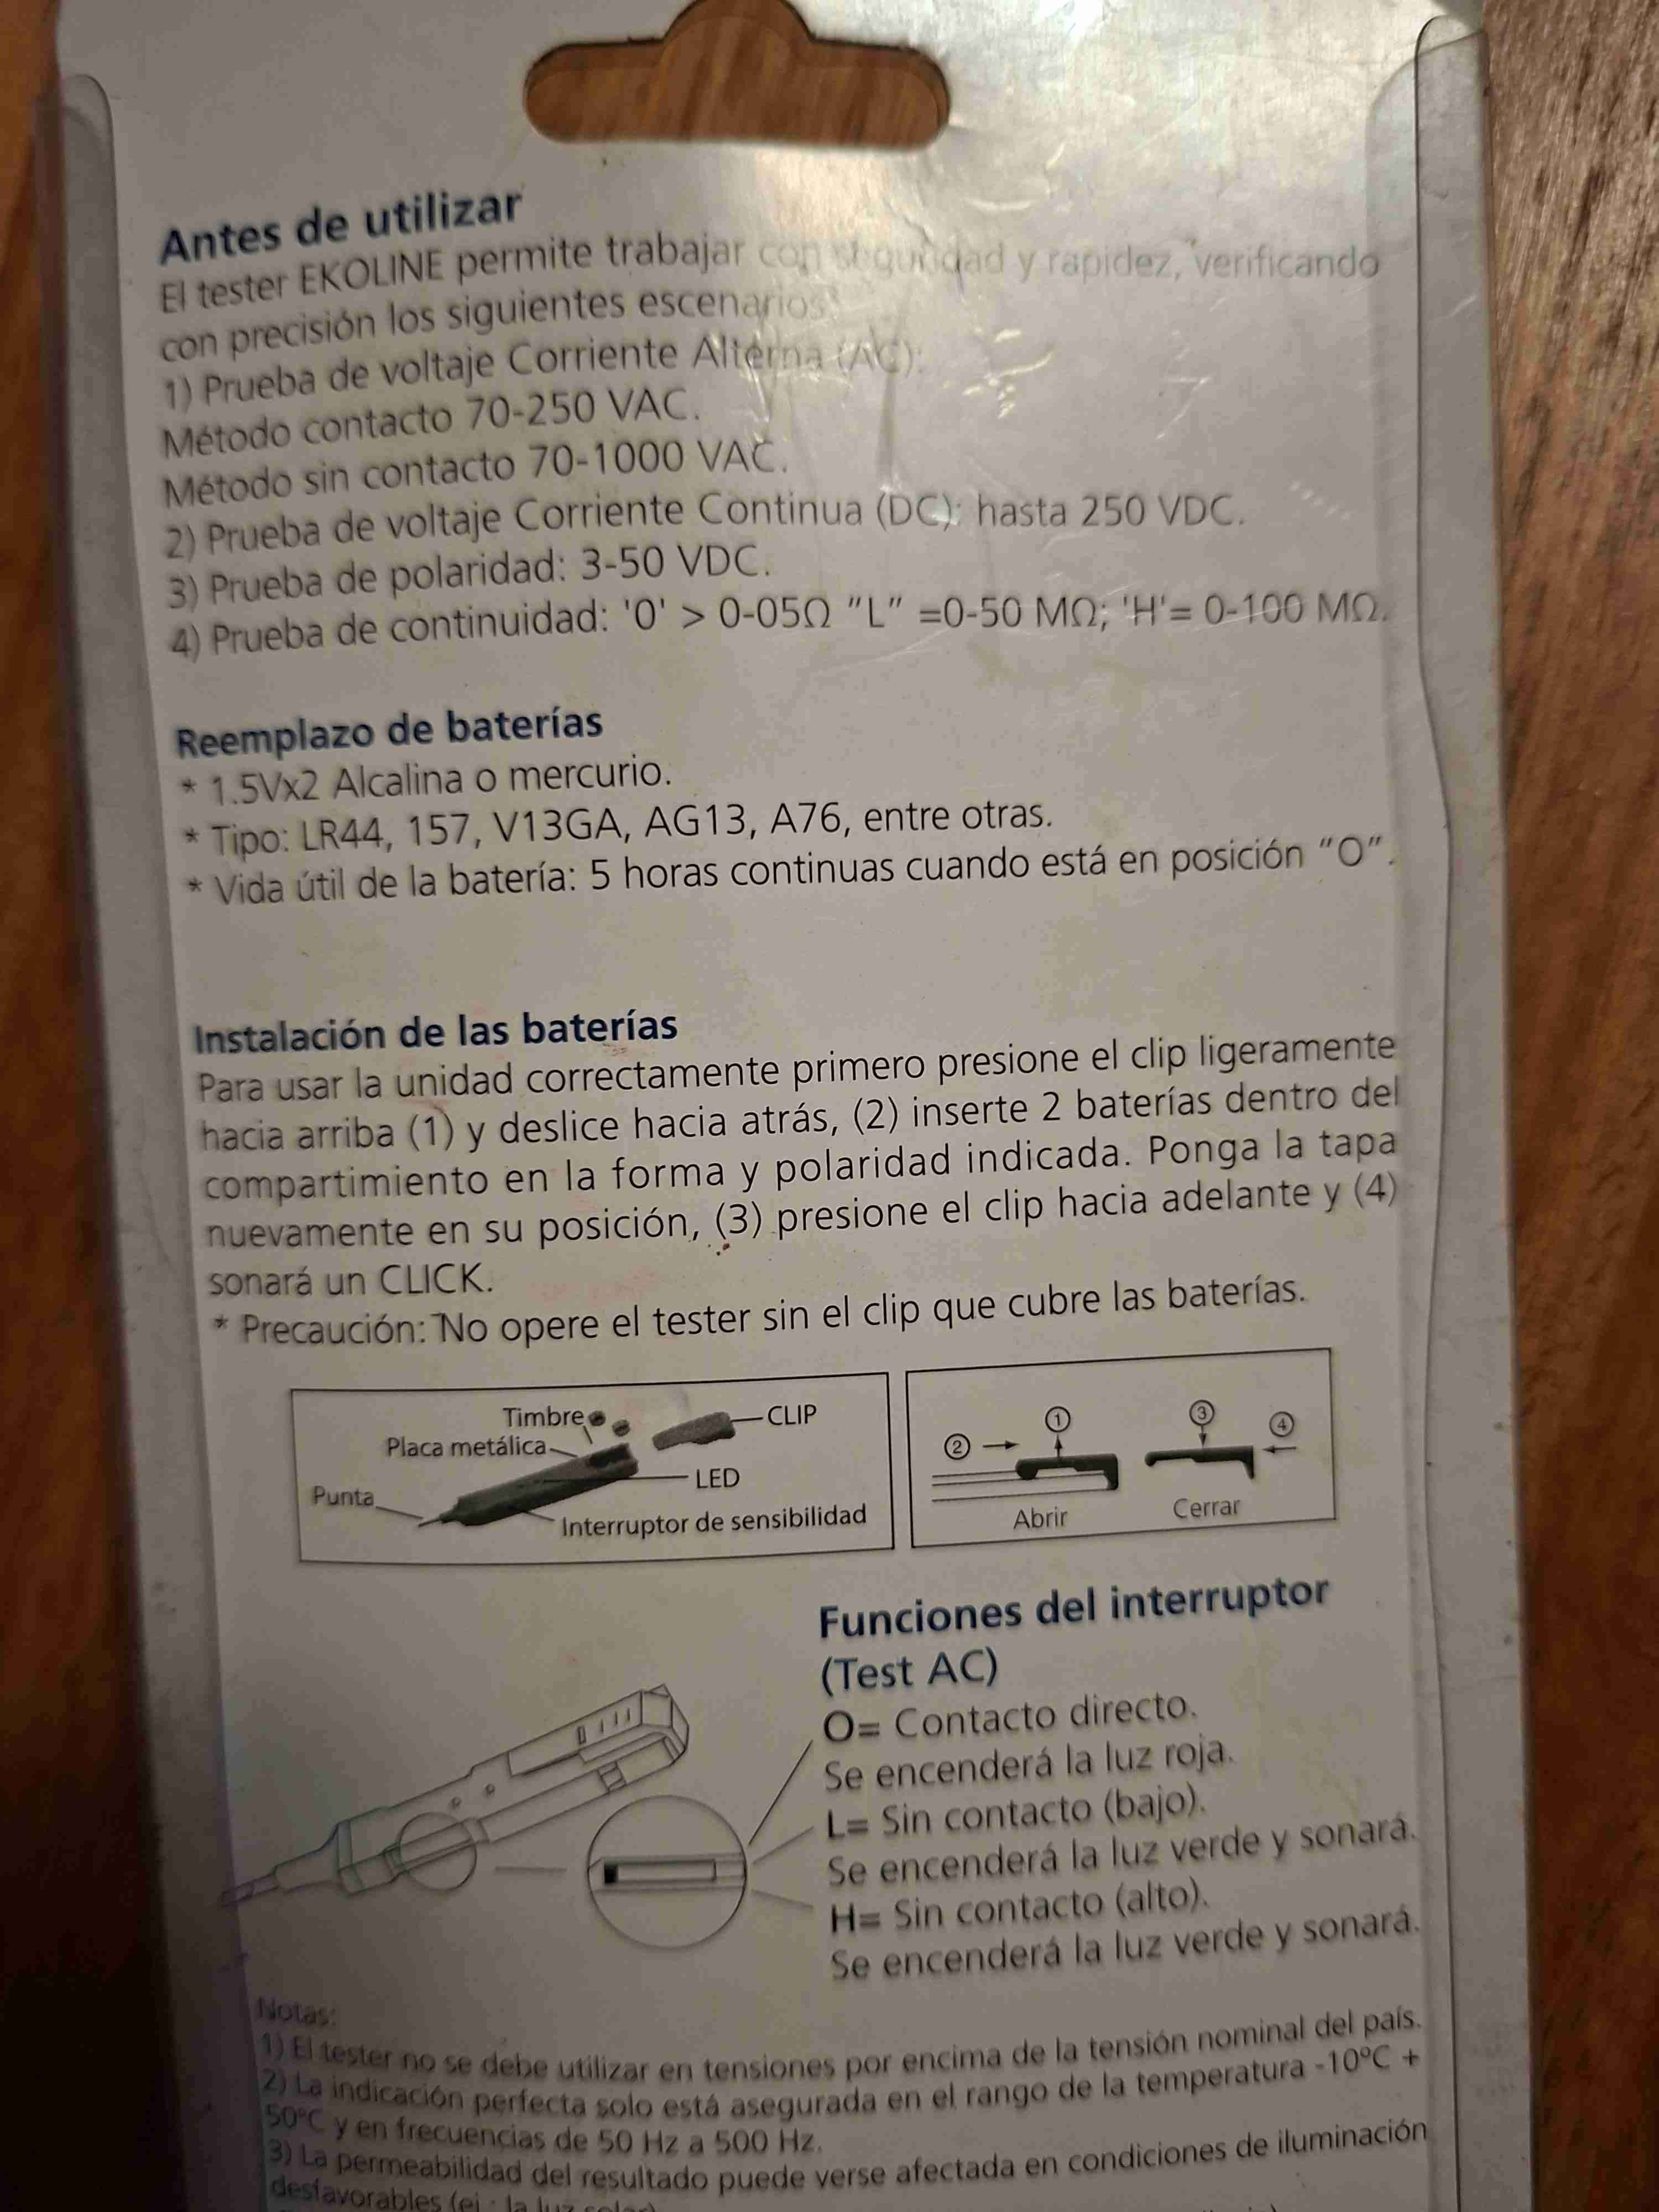 Antes de utilizar
El tester EKOLINE permite trabajar con seguridad y rapidez, verificando
con precisión los siguientes escenarios:
1) Prueba de voltaje Corriente Alterna (AC):
Método contacto 70-250 VAC.
Método sin contacto 70-1000 VAC.
2) Prueba de voltaje Corriente Continua (DC): hasta 250 VDC.
3) Prueba de polaridad: 3-50 VDC.
4) Prueba de continuidad: '0' > 0-05Ω "L" =0-50 MΩ; 'H'= 0-100 MΩ.
Reemplazo de baterías
* 1.5Vx2 Alcalina o mercurio.
* Tipo: LR44, 157, V13GA, AG13, A76, entre otras.
* Vida útil de la batería: 5 horas continuas cuando está en posición "O".
Instalación de las baterías
Para usar la unidad correctamente primero presione el clip ligeramente
hacia arriba (1) y deslice hacia atrás, (2) inserte 2 baterías dentro del
compartimiento en la forma y polaridad indicada. Ponga la tapa
nuevamente en su posición, (3) presione el clip hacia adelante y (4)
sonará un CLICK.
* Precaución: No opere el tester sin el clip que cubre las baterías.
Timbre
CLIP
Placa metálica
LED
Punta
Interruptor de sensibilidad
1
2
Abrir
3
4
Cerrar
Funciones del interruptor
(Test AC)
O= Contacto directo.
Se encenderá la luz roja.
L= Sin contacto (bajo).
Se encenderá la luz verde y sonará.
H= Sin contacto (alto).
Se encenderá la luz verde y sonará.
Notas:
1) El tester no se debe utilizar en tensiones por encima de la tensión nominal del país.
2) La indicación perfecta solo está asegurada en el rango de la temperatura -10°C +
50°C y en frecuencias de 50 Hz a 500 Hz.
3) La permeabilidad del resultado puede verse afectada en condiciones de iluminación
desfavorables (ej.: la luz solar)